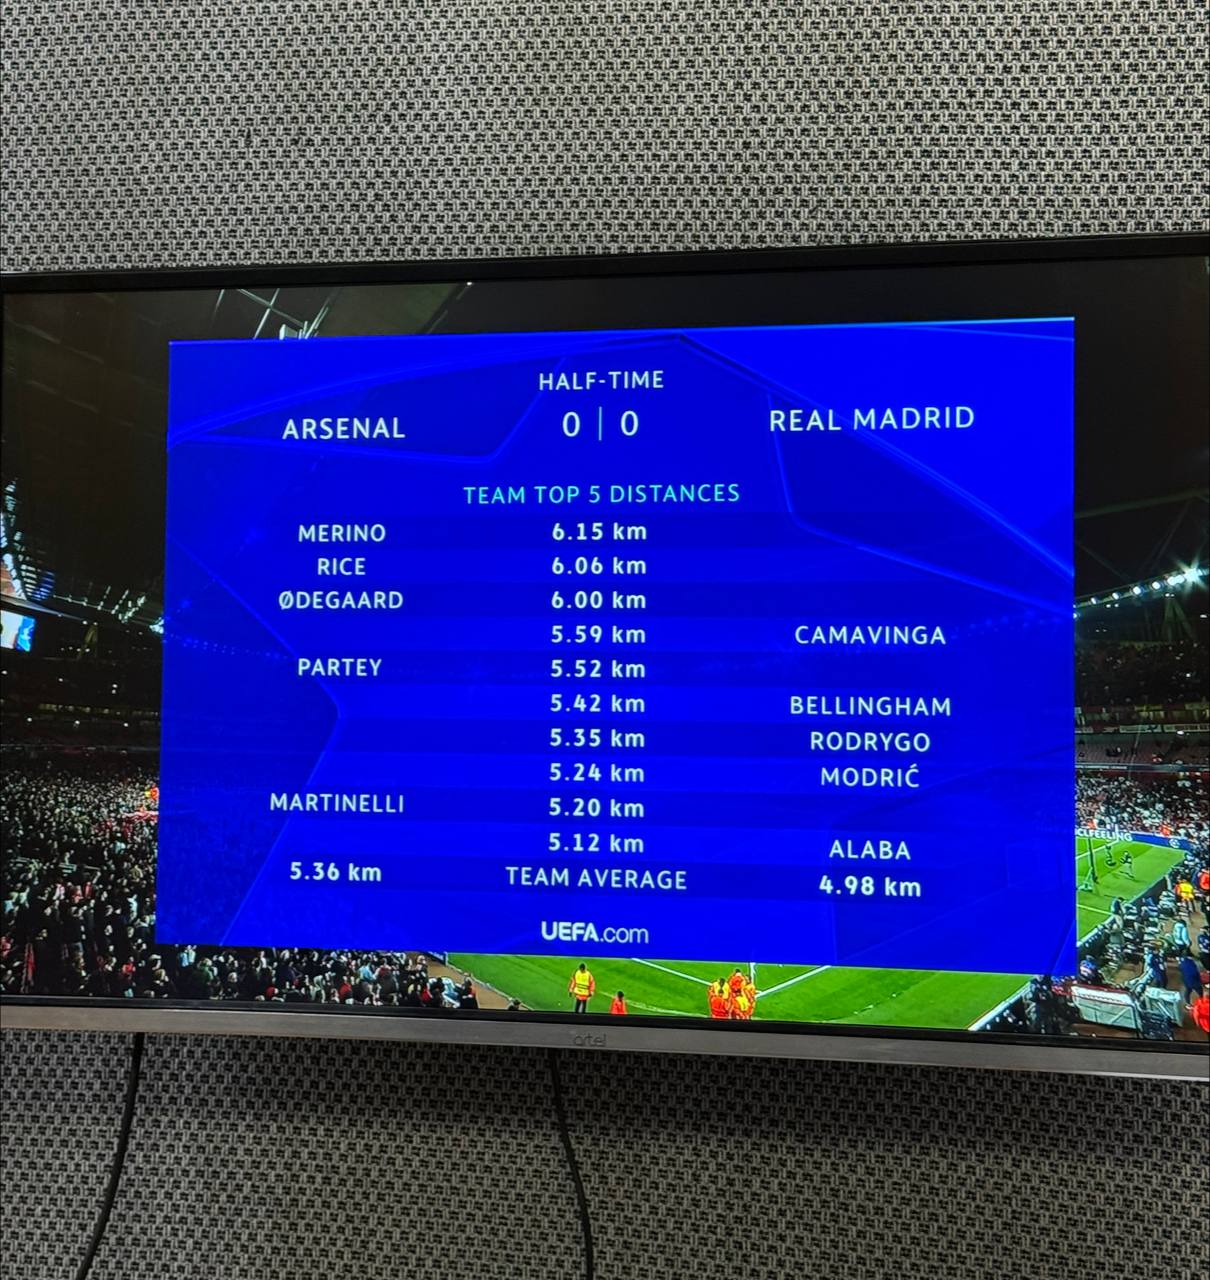 HALF-TIME
ARSENAL 0 | 0 REAL MADRID
TEAM TOP 5 DISTANCES
MERINO 6.15 km
RICE 6.06 km
ØDEGAARD 6.00 km
5.59 km CAMAVINGA
PARTEY 5.52 km
5.42 km BELLINGHAM
5.35 km RODRYGO
5.24 km MODRIĆ
MARTINELLI 5.20 km
5.12 km ALABA
5.36 km TEAM AVERAGE 4.98 km
UEFA.com
CLFEELING
artel